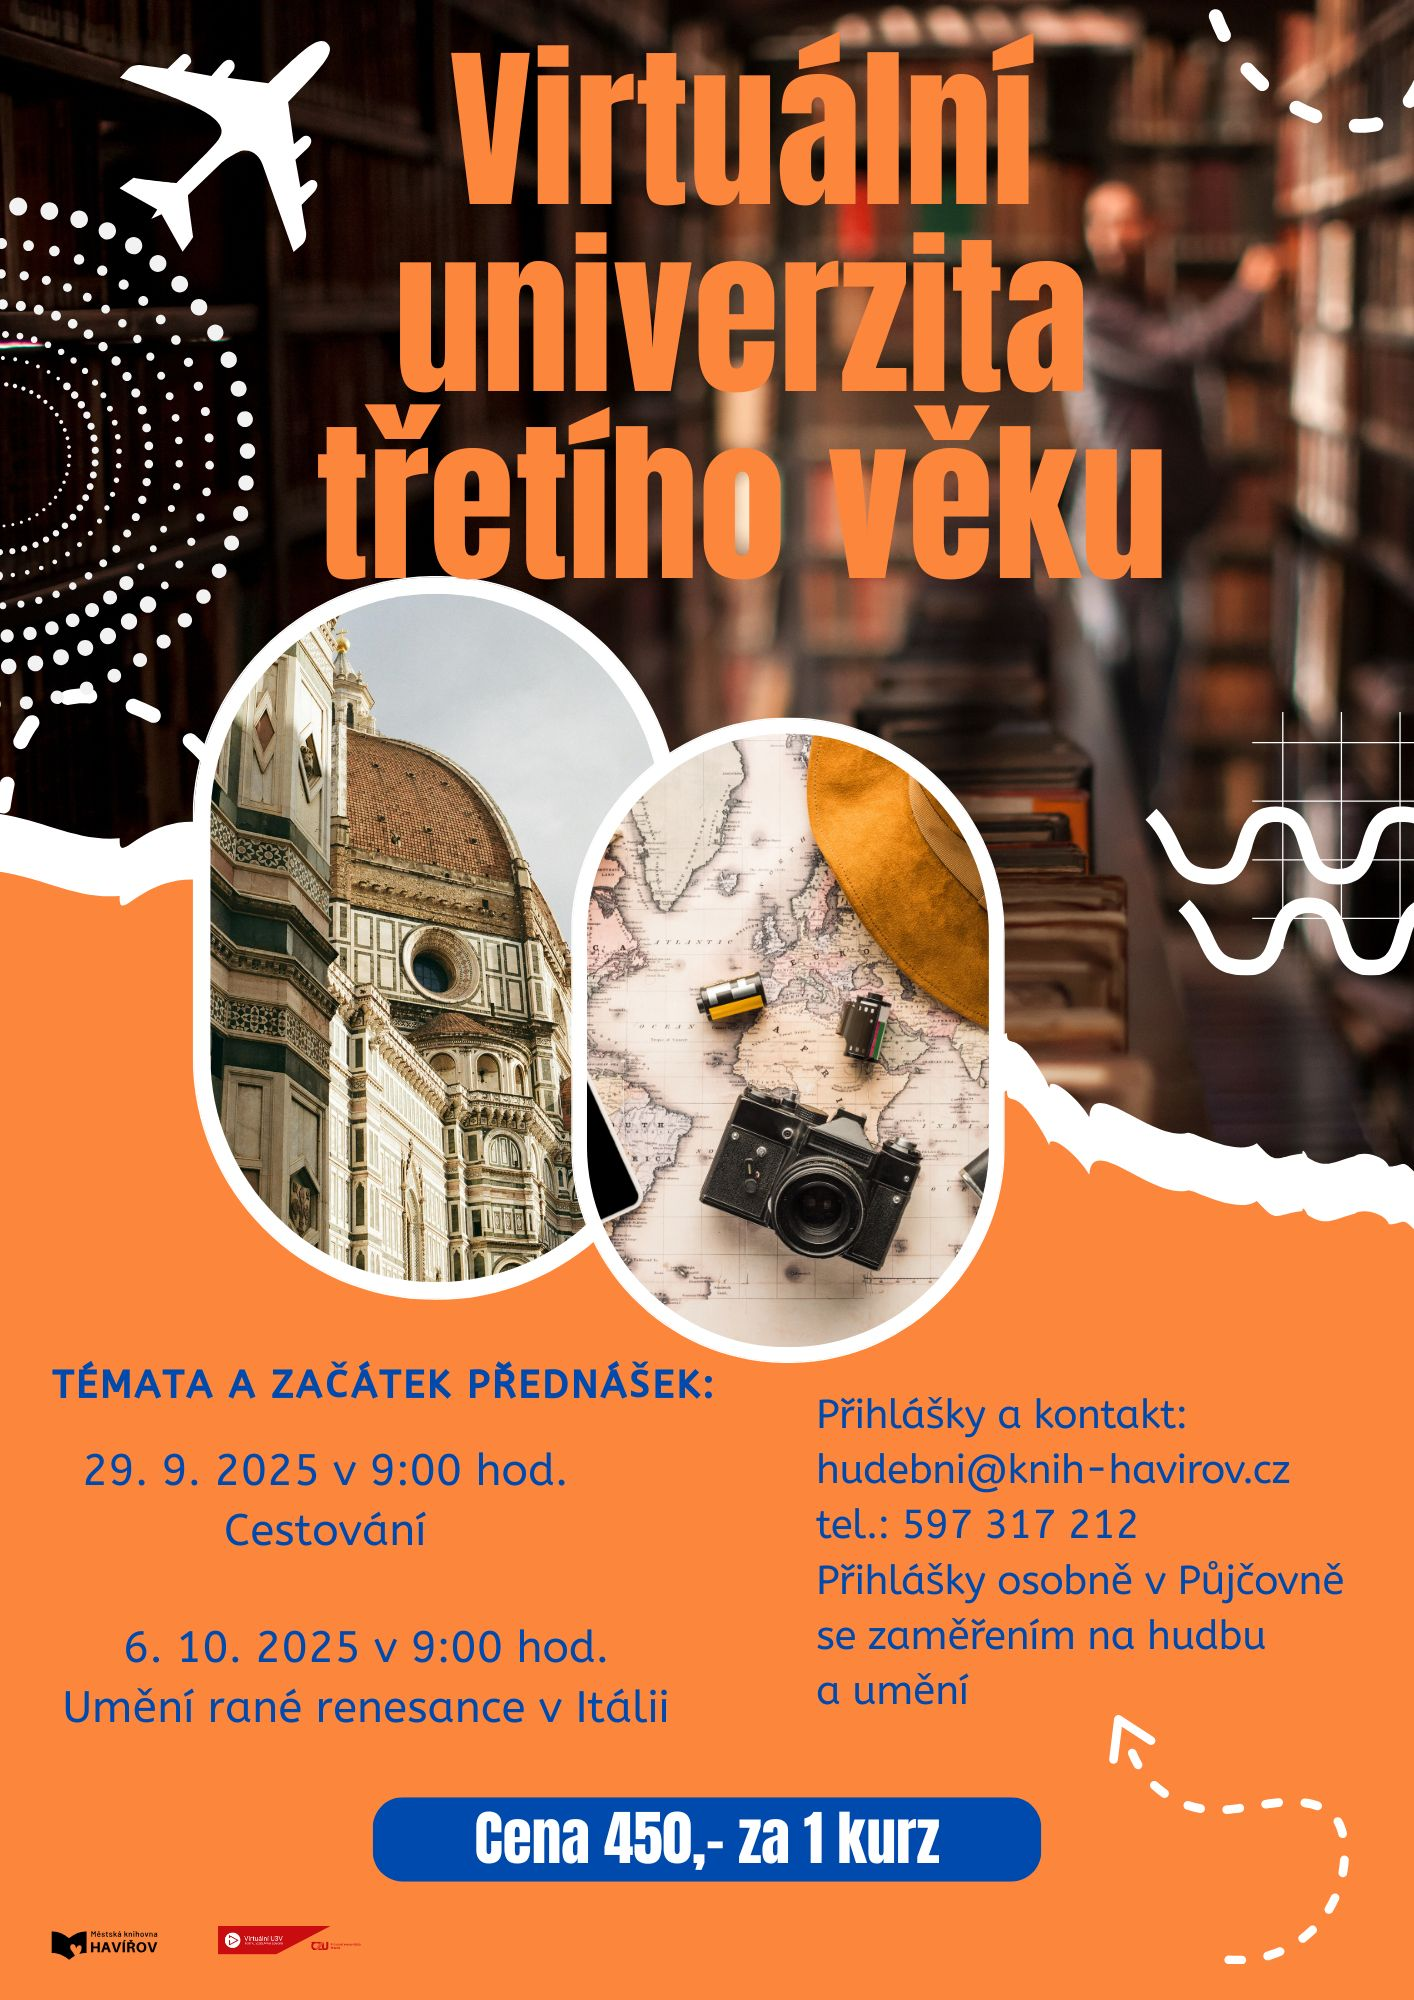 Virtuální
univerzita
třetího věku
TÉMATA A ZAČÁTEK PŘEDNÁŠEK:
29. 9. 2025 v 9:00 hod.
Cestování
6. 10. 2025 v 9:00 hod.
Umění rané renesance v Itálii
Přihlášky a kontakt:
hudebni@knih-havirov.cz
tel.: 597 317 212
Přihlášky osobně v Půjčovně
se zaměřením na hudbu
a umění
Cena 450,- za 1 kurz
Městská knihovna
HAVÍŘOV
Virtuální U3V
ATLANTIC
OCEAN